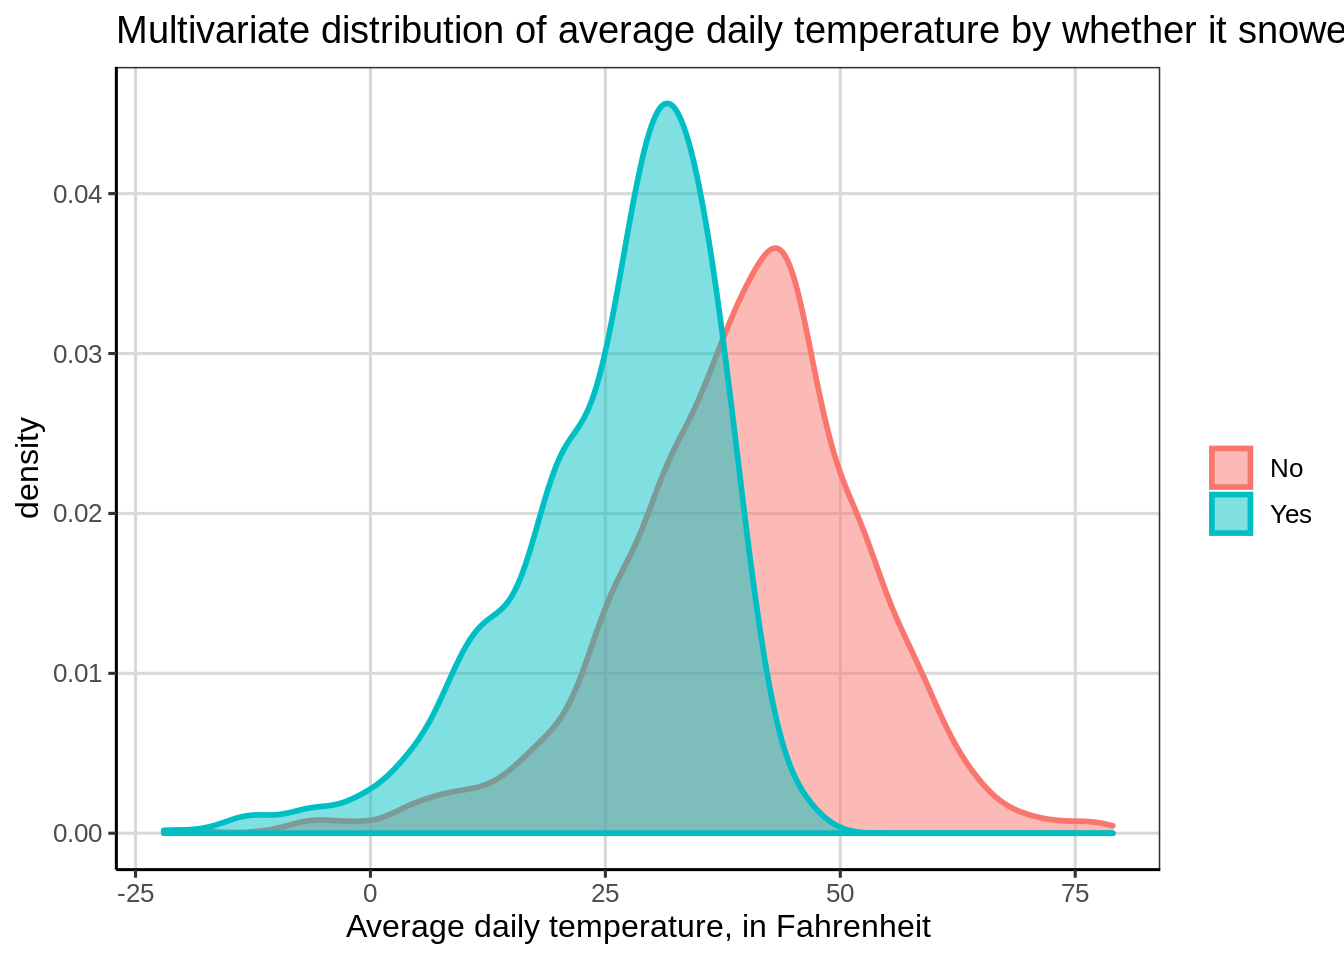 Multivariate distribution of average daily temperature by whether it snowe
0.04
0.03
0.02
0.01
0.00
density
-25 0 25 50 75
Average daily temperature, in Fahrenheit
No
Yes